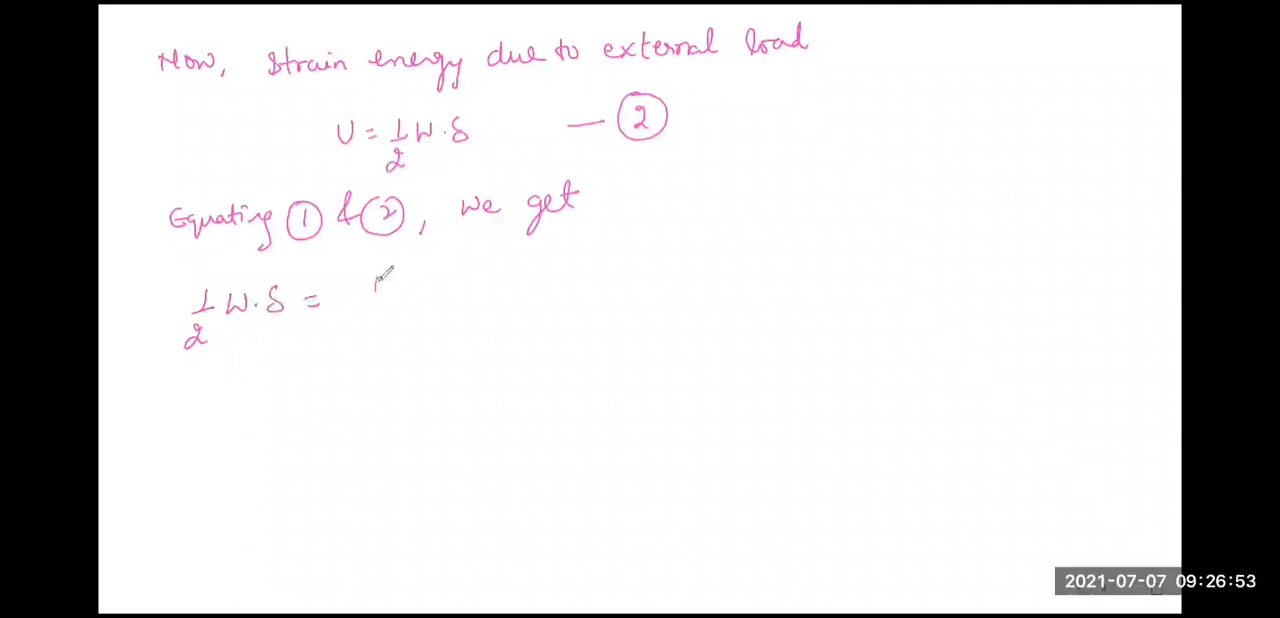 Now, strain energy due to external load
U = 1/2 W.δ — ②
Equating ① & ②, we get
1/2 W.δ =
2021-07-07 09:26:53